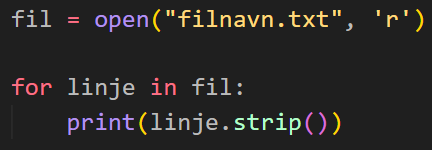 fil = open("filnavn.txt", 'r')
for linje in fil:
    print(linje.strip())